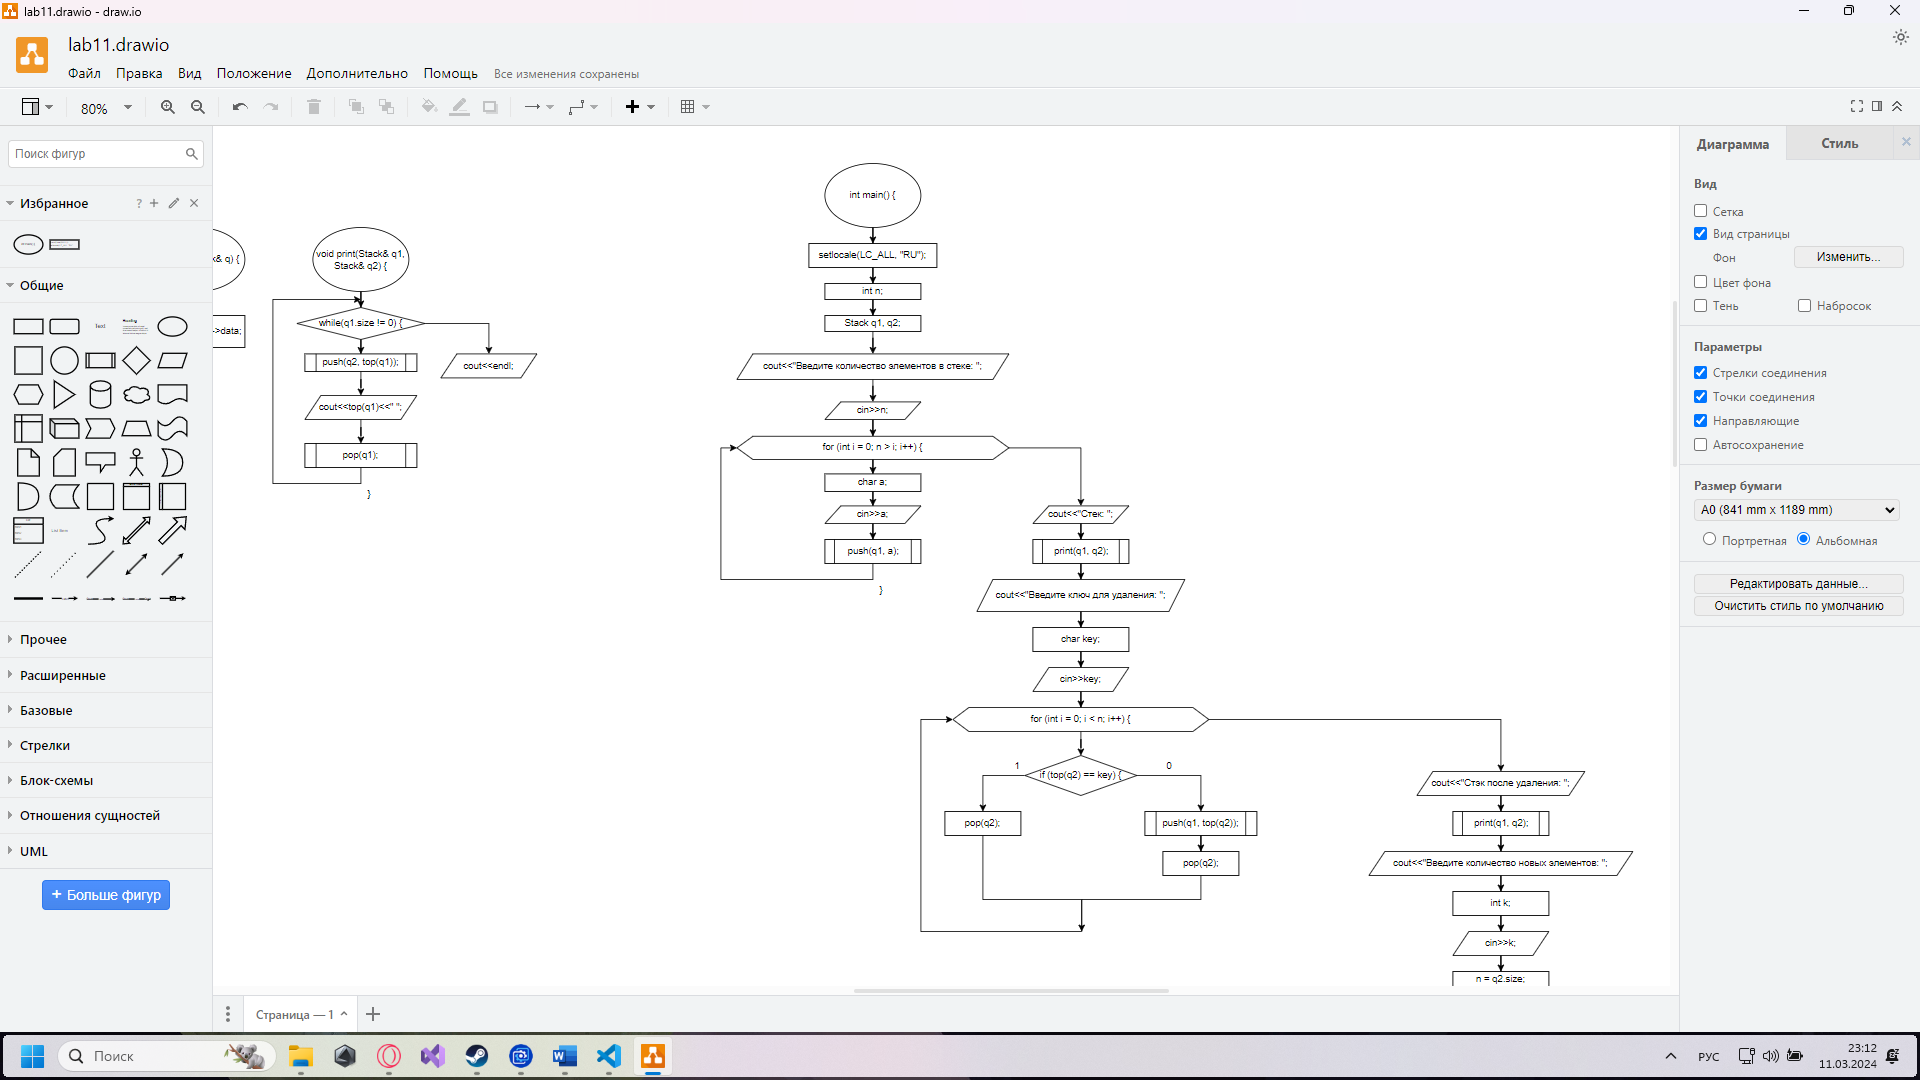 lab11.drawio - draw.io
lab11.drawio
Файл Правка Вид Положение Дополнительно Помощь Все изменения сохранены
80%
Поиск фигур
Избранное
?
Общие
Text
Heading
List Item
Прочее
Расширенные
Базовые
Стрелки
Блок-схемы
Отношения сущностей
UML
+ Больше фигур
k& q) {
>data;
void print(Stack& q1,
Stack& q2) {
while(q1.size != 0) {
push(q2, top(q1));
cout<<endl;
cout<<top(q1)<<" ";
pop(q1);
}
int main() {
setlocale(LC_ALL, "RU");
int n;
Stack q1, q2;
cout<<"Введите количество элементов в стеке: ";
cin>>n;
for (int i = 0; n > i; i++) {
char a;
cin>>a;
push(q1, a);
}
cout<<"Стек: ";
print(q1, q2);
cout<<"Введите ключ для удаления: ";
char key;
cin>>key;
for (int i = 0; i < n; i++) {
1
if (top(q2) == key) {
0
pop(q2);
push(q1, top(q2));
pop(q2);
cout<<"Стэк после удаления: ";
print(q1, q2);
cout<<"Введите количество новых элементов: ";
int k;
cin>>k;
n = q2.size;
Диаграмма
Стиль
Вид
Сетка
Вид страницы
Фон
Изменить...
Цвет фона
Тень
Набросок
Параметры
Стрелки соединения
Точки соединения
Направляющие
Автосохранение
Размер бумаги
A0 (841 mm x 1189 mm)
Портретная
Альбомная
Редактировать данные...
Очистить стиль по умолчанию
Страница — 1
Поиск
РУС
23:12
11.03.2024